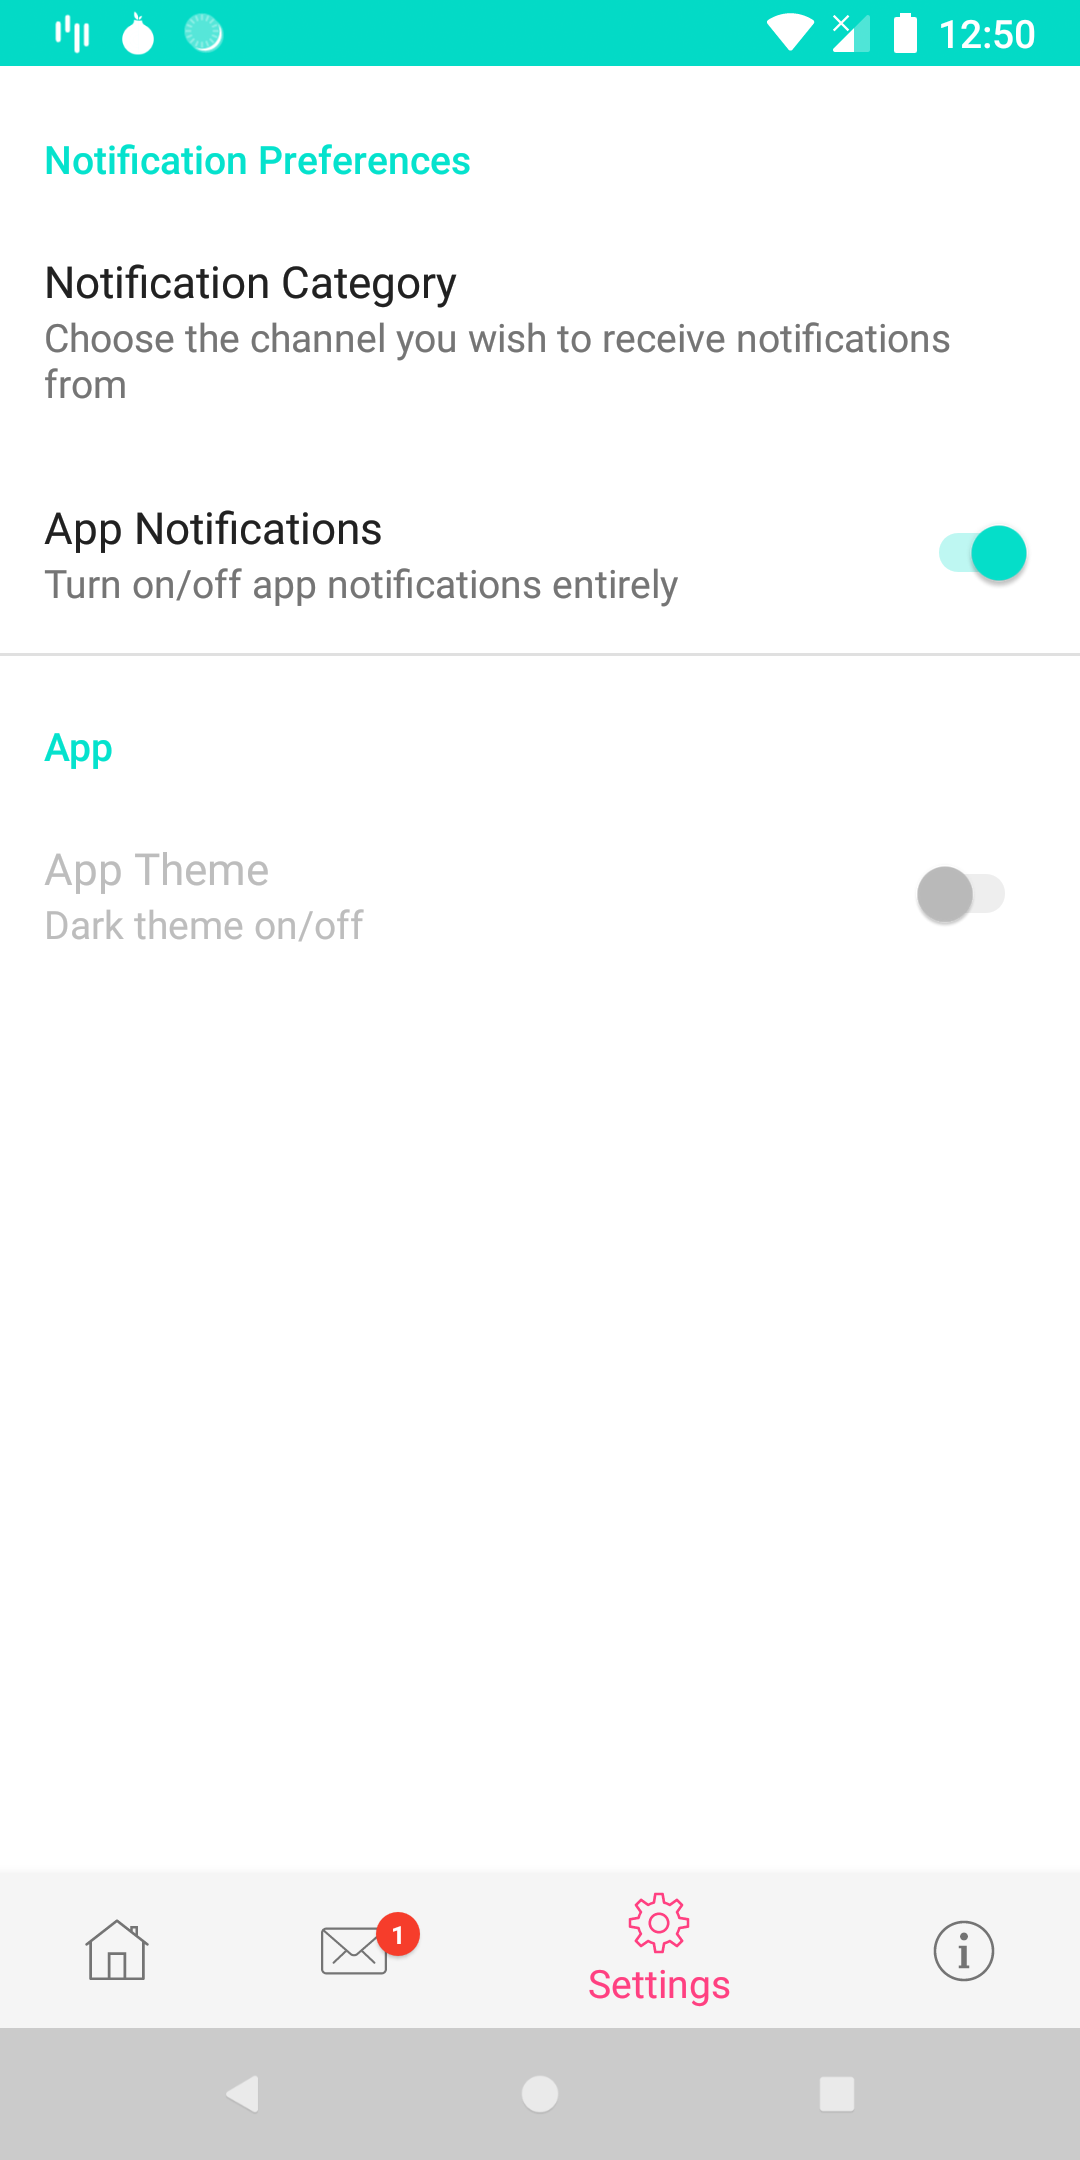 12:50
Notification Preferences
Notification Category
Choose the channel you wish to receive notifications
from
App Notifications
Turn on/off app notifications entirely
App
App Theme
Dark theme on/off
1
Settings